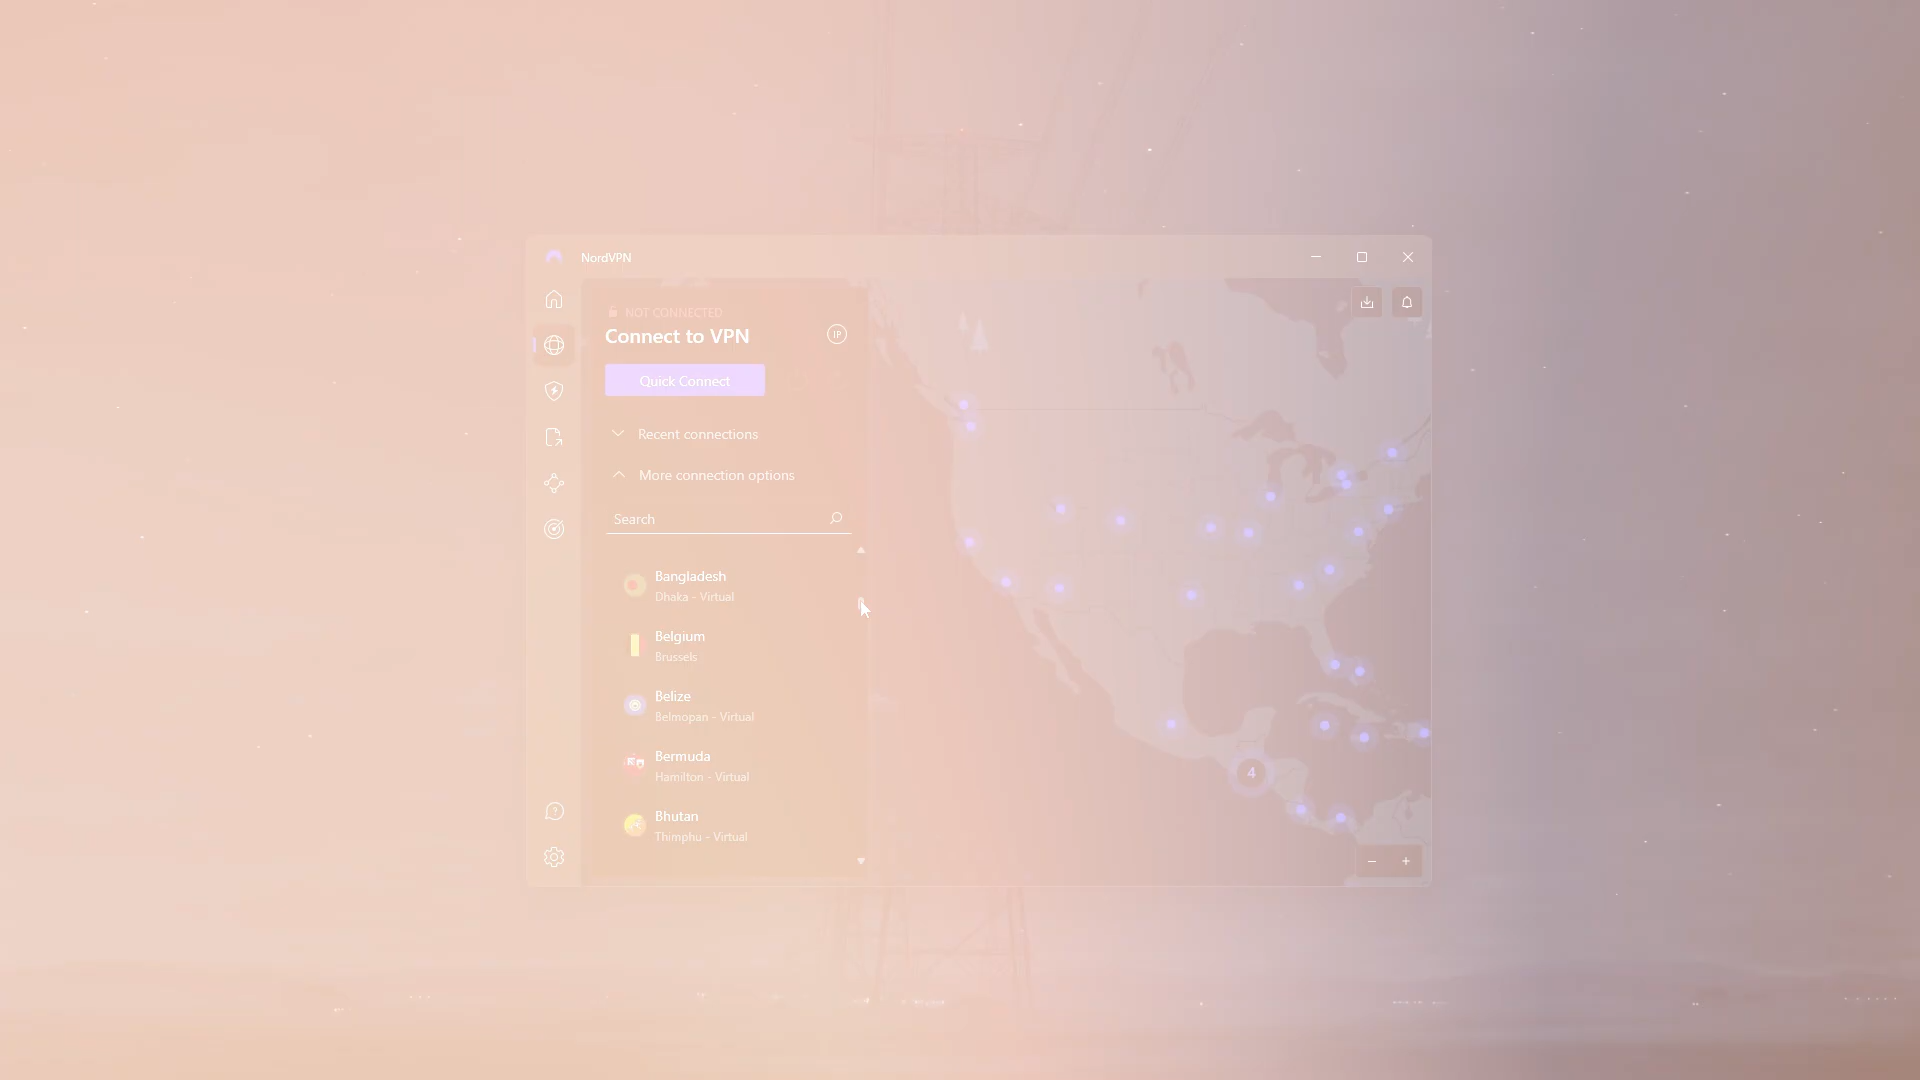 NordVPN
NOT CONNECTED
Connect to VPN
IP
Quick Connect
Recent connections
More connection options
Search
Bangladesh
Dhaka - Virtual
Belgium
Brussels
Belize
Belmopan - Virtual
Bermuda
Hamilton - Virtual
Bhutan
Thimphu - Virtual
4